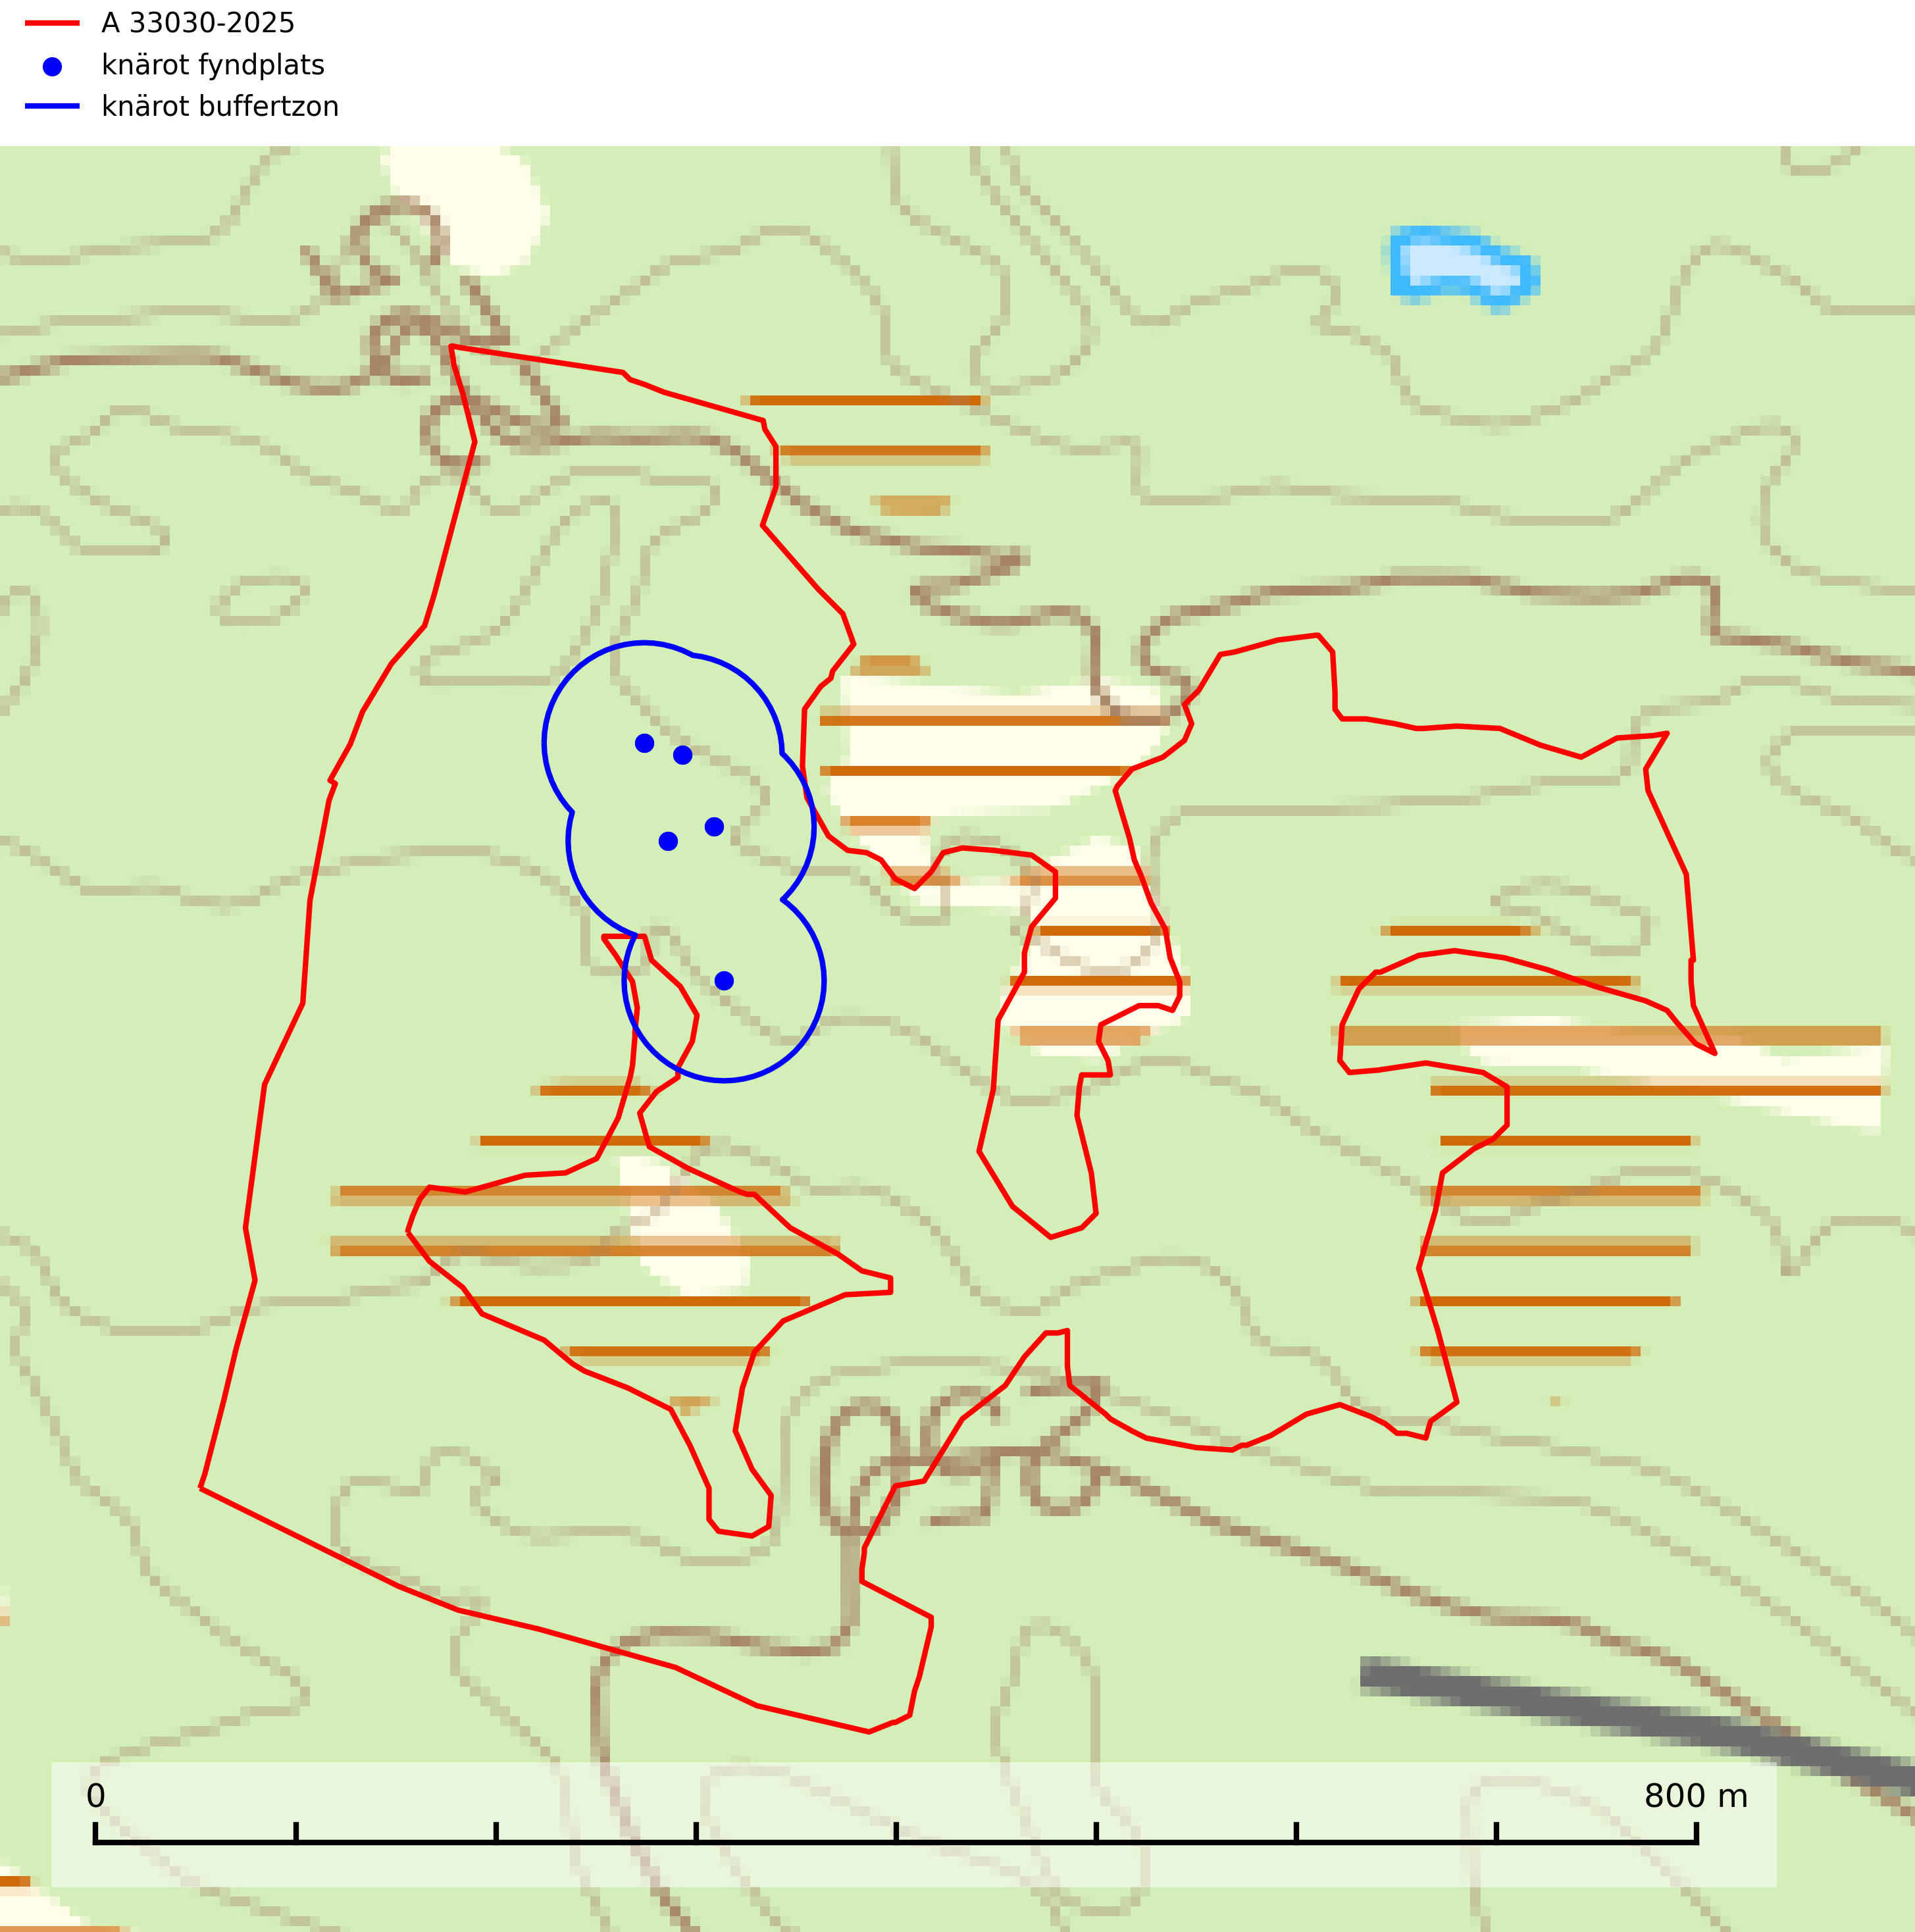 A 33030-2025
knärot fyndplats
knärot buffertzon
0 800 m